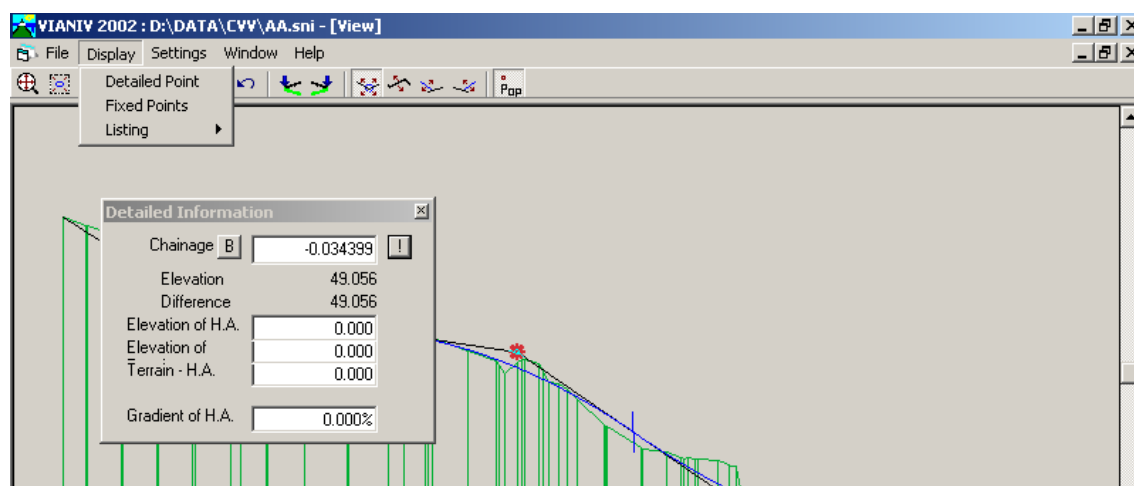 VIANIV 2002 : D:\DATA\CVV\AA.sni - [View]
File Display Settings Window Help
Detailed Point
Fixed Points
Listing
Pop
Detailed Information
Chainage B -0.034399 !
Elevation 49.056
Difference 49.056
Elevation of H.A. 0.000
Elevation of 0.000
Terrain - H.A. 0.000
Gradient of H.A. 0.000%